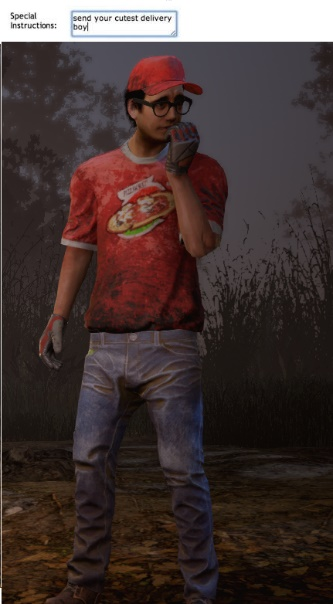 Special
Instructions:
send your cutest delivery
boy